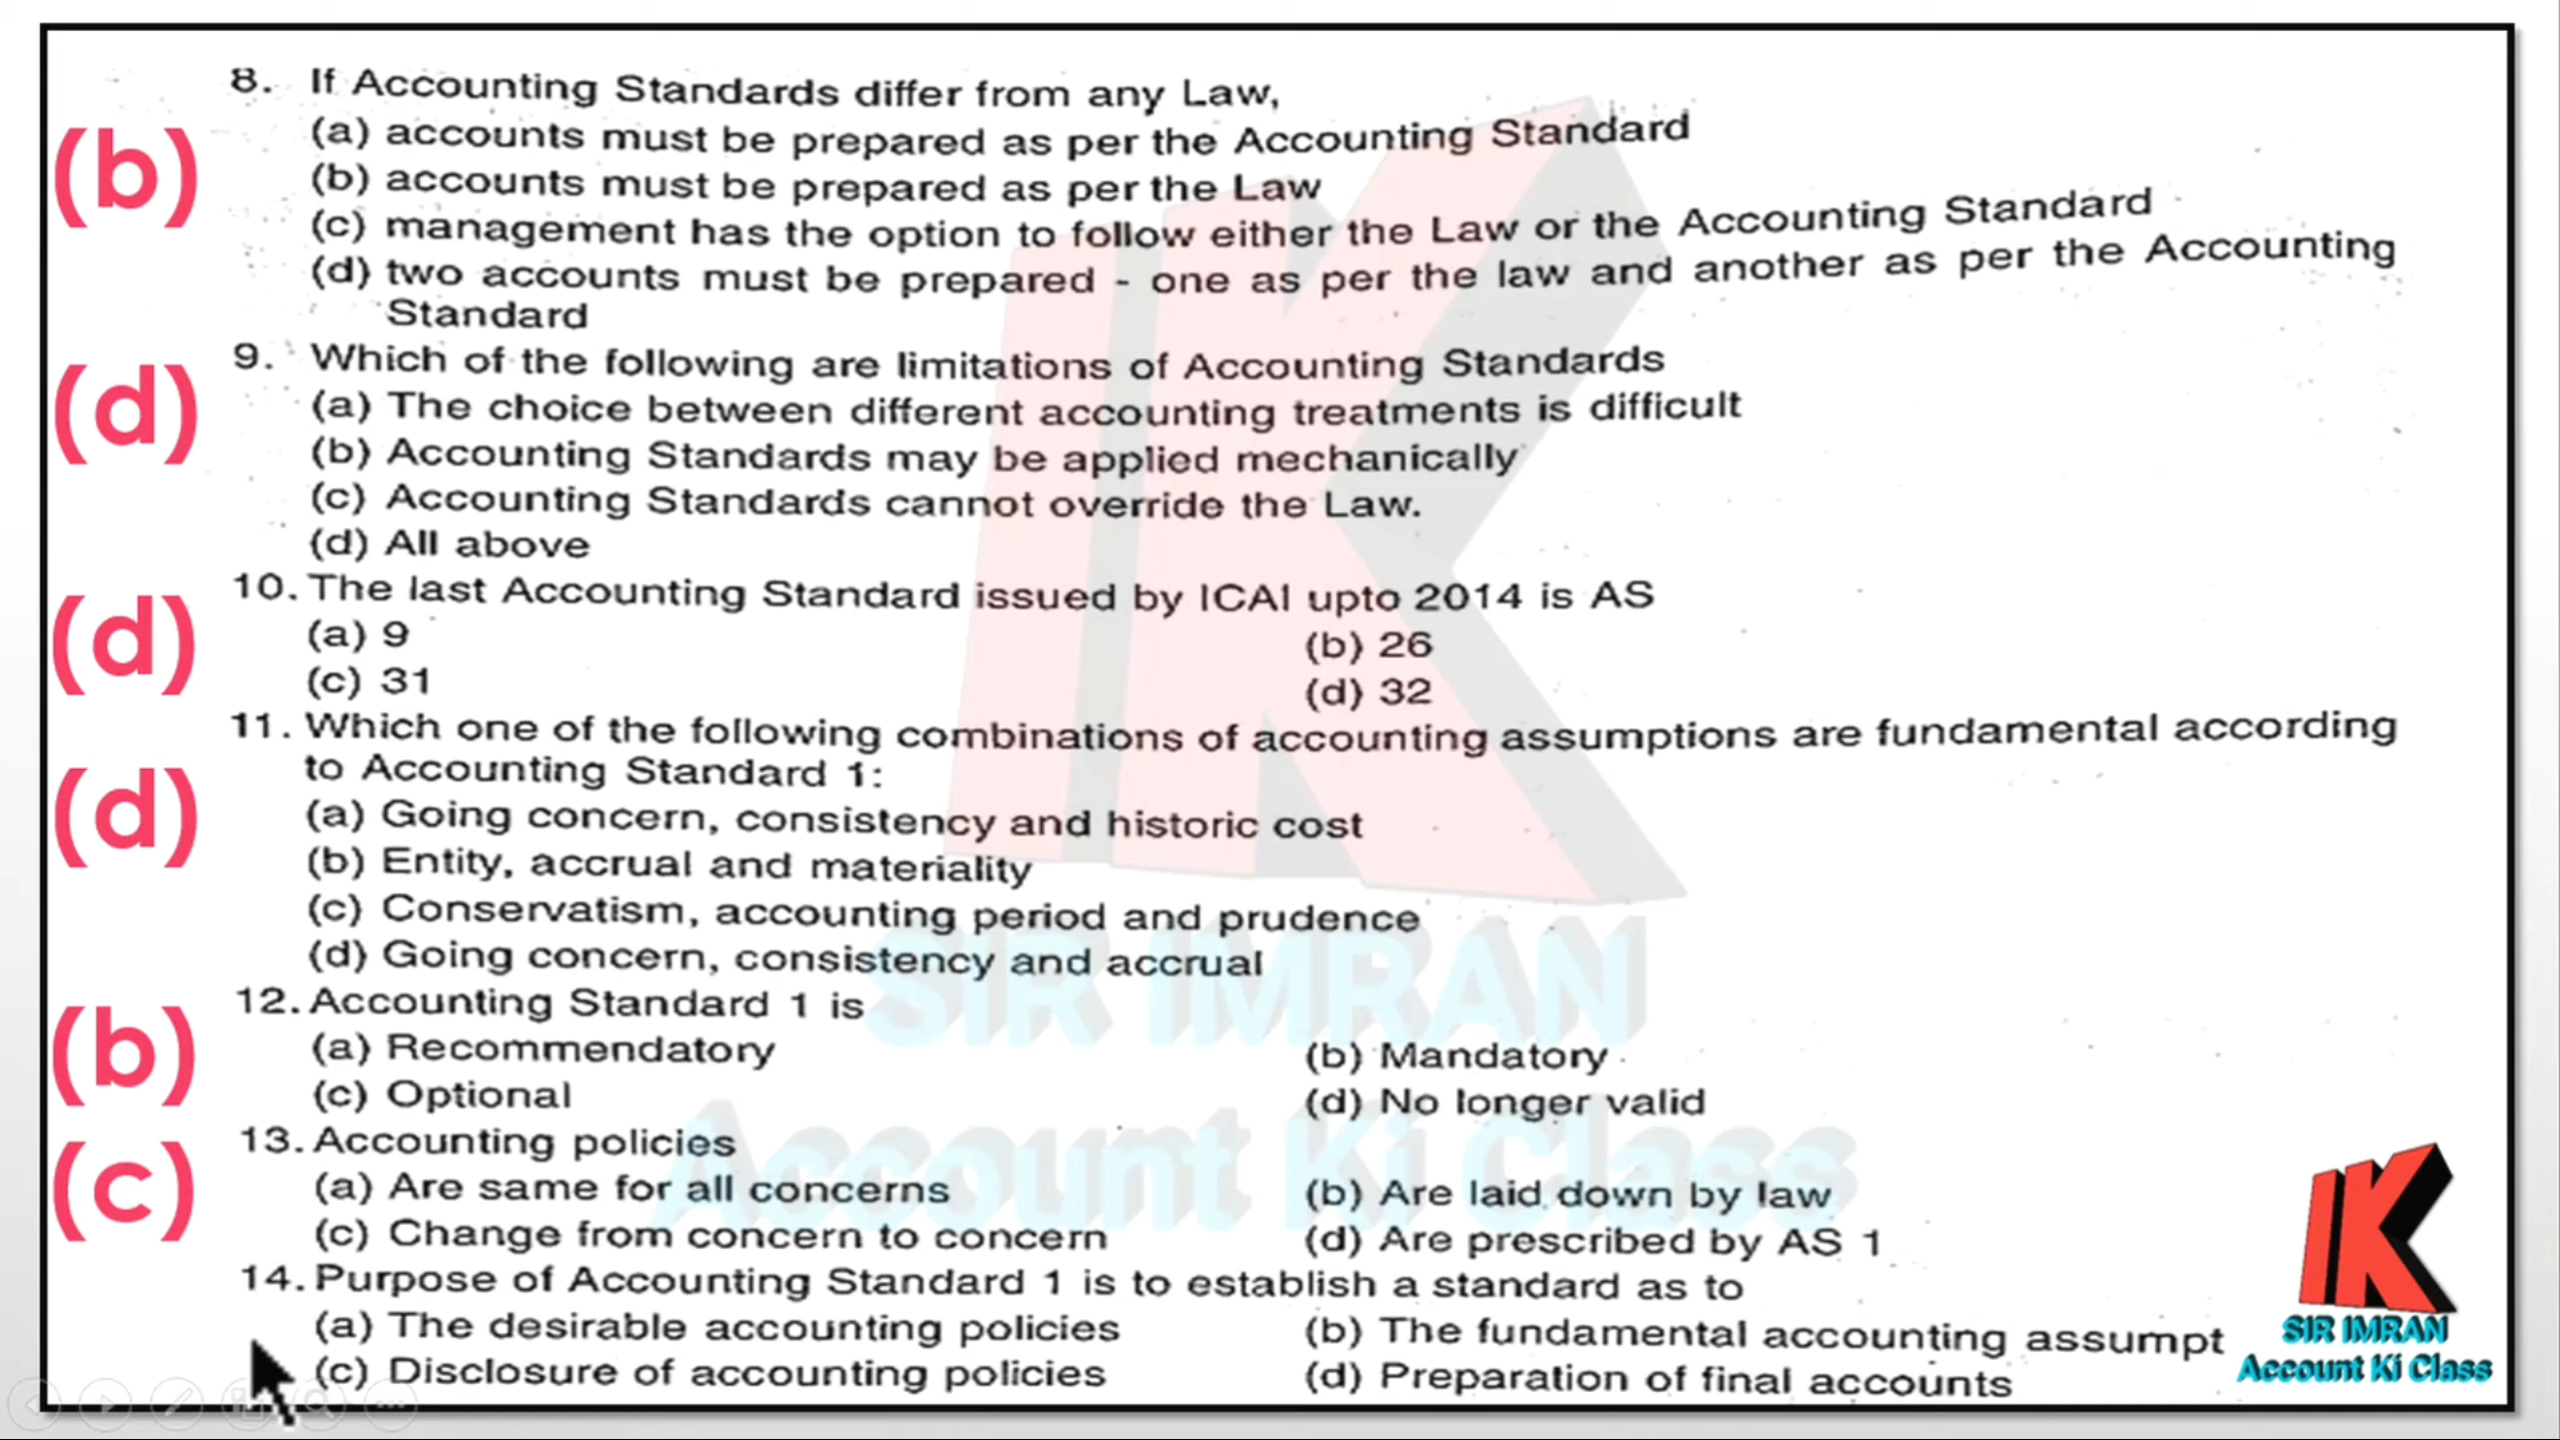 8. If Accounting Standards differ from any Law,
(b)
(a) accounts must be prepared as per the Accounting Standard
(b) accounts must be prepared as per the Law
(c) management has the option to follow either the Law or the Accounting Standard
(d) two accounts must be prepared - one as per the law and another as per the Accounting
Standard
9. Which of the following are limitations of Accounting Standards
(d)
(a) The choice between different accounting treatments is difficult
(b) Accounting Standards may be applied mechanically
(c) Accounting Standards cannot override the Law.
(d) All above
10. The last Accounting Standard issued by ICAI upto 2014 is AS
(d)
(a) 9 (b) 26
(c) 31 (d) 32
11. Which one of the following combinations of accounting assumptions are fundamental according
to Accounting Standard 1:
(d)
(a) Going concern, consistency and historic cost
(b) Entity, accrual and materiality
(c) Conservatism, accounting period and prudence
(d) Going concern, consistency and accrual
12. Accounting Standard 1 is
(b)
(a) Recommendatory (b) Mandatory
(c) Optional (d) No longer valid
13. Accounting policies
(c)
(a) Are same for all concerns (b) Are laid down by law
(c) Change from concern to concern (d) Are prescribed by AS 1
14. Purpose of Accounting Standard 1 is to establish a standard as to
(a) The desirable accounting policies (b) The fundamental accounting assumpt
(c) Disclosure of accounting policies (d) Preparation of final accounts
IK
SIR IMRAN
Account Ki Class
IK
SIR IMRAN
Account Ki Class